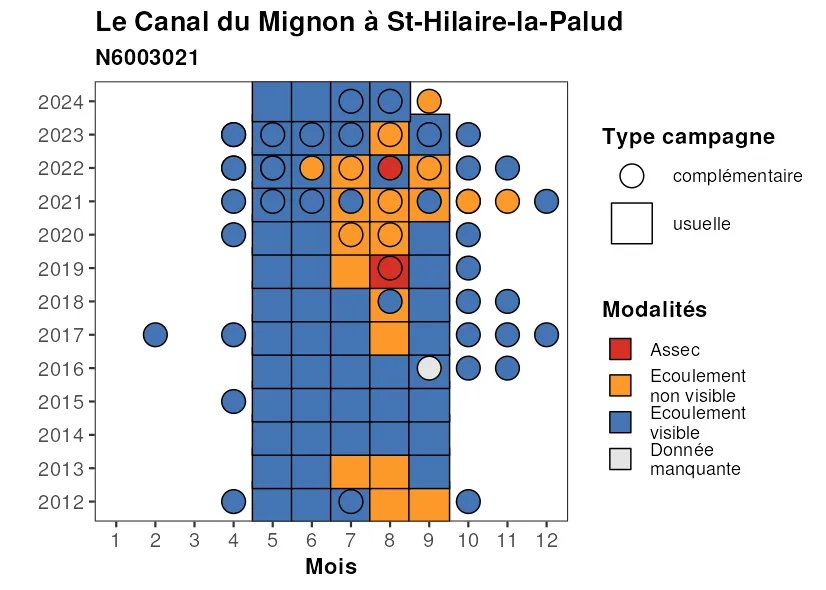 Le Canal du Mignon à St-Hilaire-la-Palud
N6003021
2024
2023
2022
2021
2020
2019
2018
2017
2016
2015
2014
2013
2012
1 2 3 4 5 6 7 8 9 10 11 12
Mois
Type campagne
complémentaire
usuelle
Modalités
Assec
Ecoulement
non visible
Ecoulement
visible
Donnée
manquante